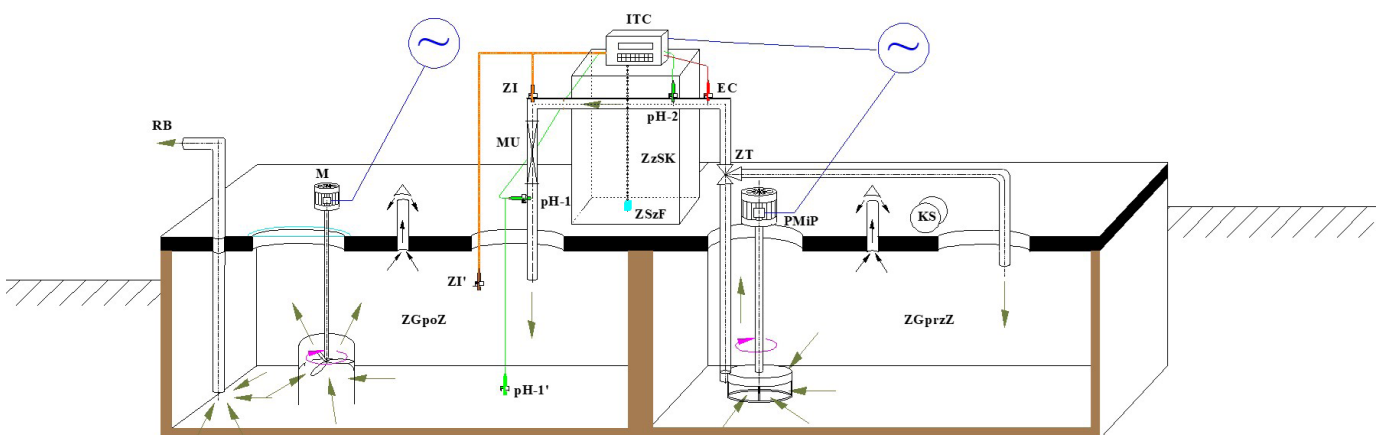 ITC
ZI
EC
pH-2
RB
MU
ZzSK
ZT
M
pH-1
ZSzF
PMiP
KS
ZI'
ZGpoZ
ZGprzZ
pH-1'